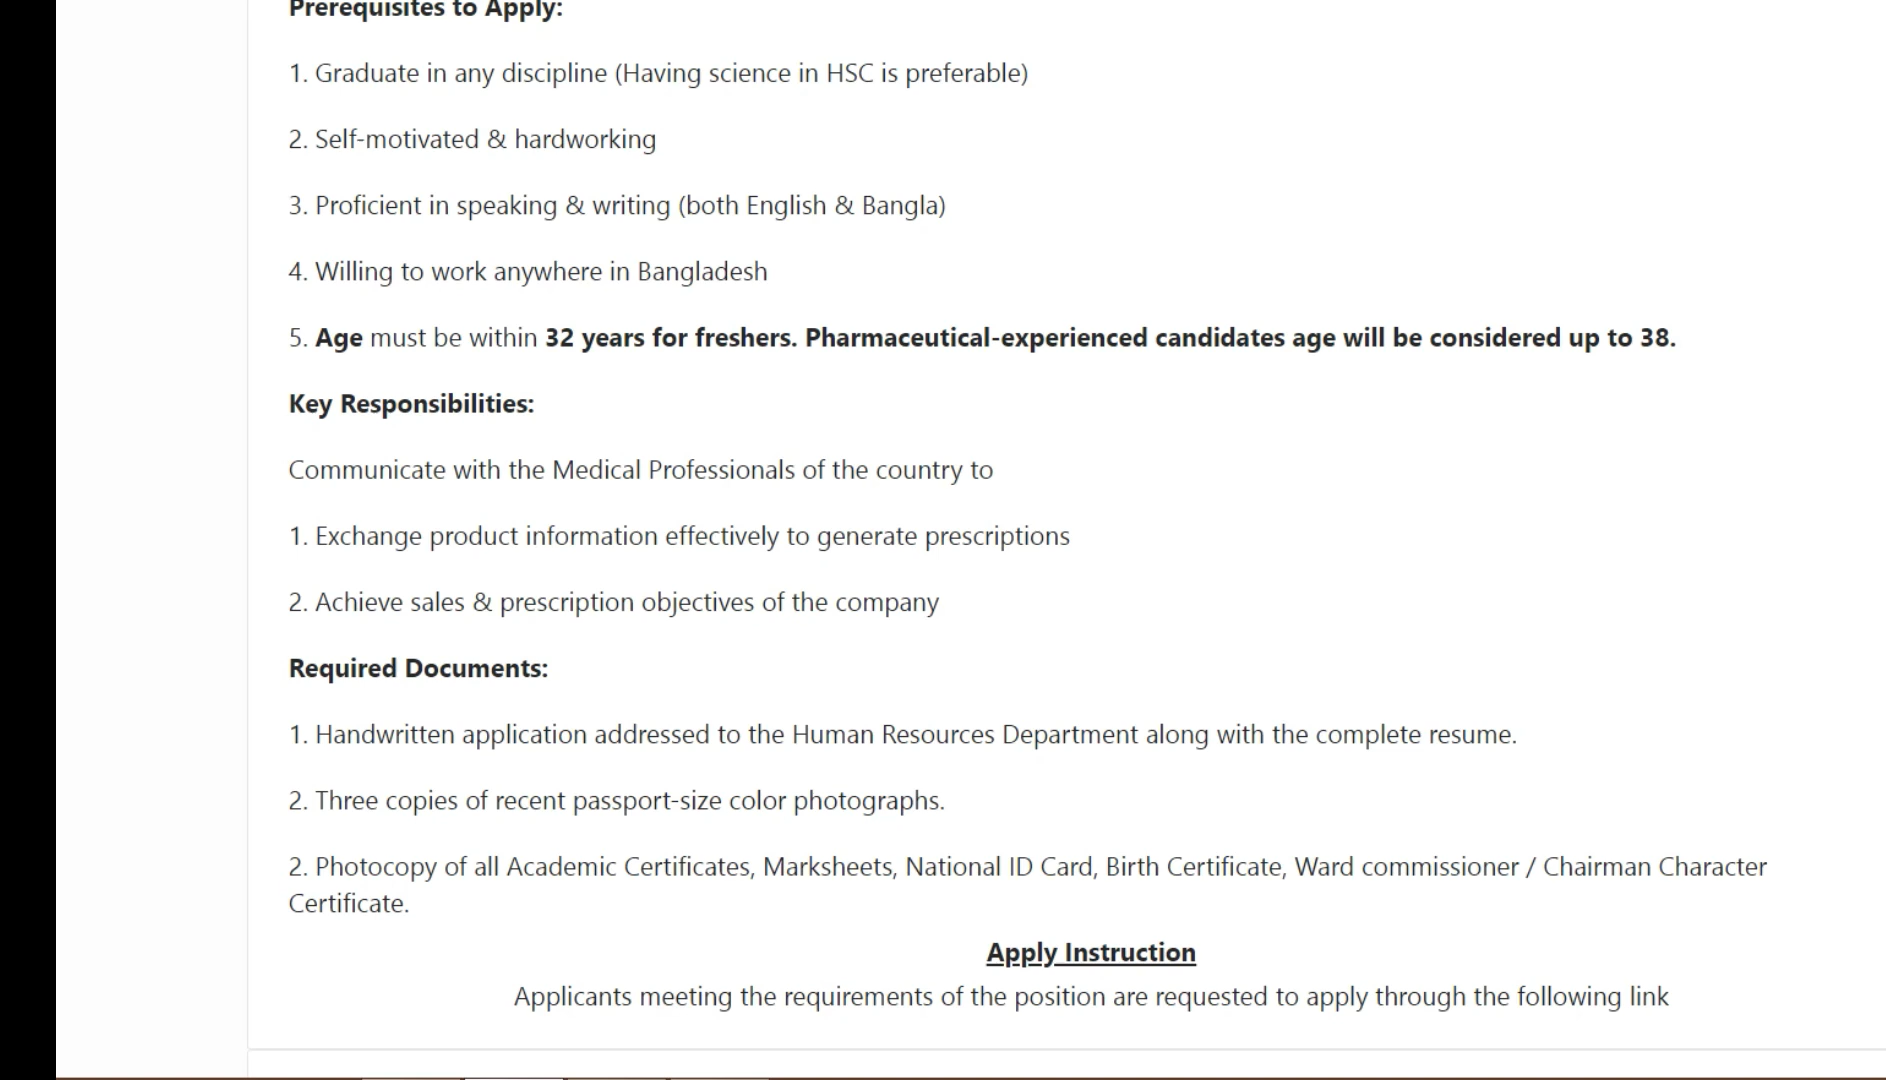 Prerequisites to Apply:
1. Graduate in any discipline (Having science in HSC is preferable)
2. Self-motivated & hardworking
3. Proficient in speaking & writing (both English & Bangla)
4. Willing to work anywhere in Bangladesh
5. Age must be within 32 years for freshers. Pharmaceutical-experienced candidates age will be considered up to 38.
Key Responsibilities:
Communicate with the Medical Professionals of the country to
1. Exchange product information effectively to generate prescriptions
2. Achieve sales & prescription objectives of the company
Required Documents:
1. Handwritten application addressed to the Human Resources Department along with the complete resume.
2. Three copies of recent passport-size color photographs.
2. Photocopy of all Academic Certificates, Marksheets, National ID Card, Birth Certificate, Ward commissioner / Chairman Character
Certificate.
Apply Instruction
Applicants meeting the requirements of the position are requested to apply through the following link